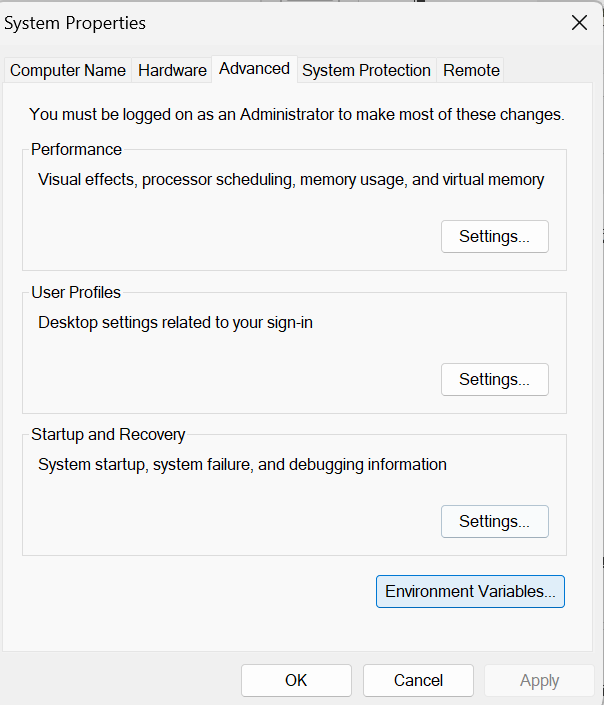 System Properties
Computer Name
Hardware
Advanced
System Protection
Remote
You must be logged on as an Administrator to make most of these changes.
Performance
Visual effects, processor scheduling, memory usage, and virtual memory
Settings...
User Profiles
Desktop settings related to your sign-in
Settings...
Startup and Recovery
System startup, system failure, and debugging information
Settings...
Environment Variables...
OK
Cancel
Apply